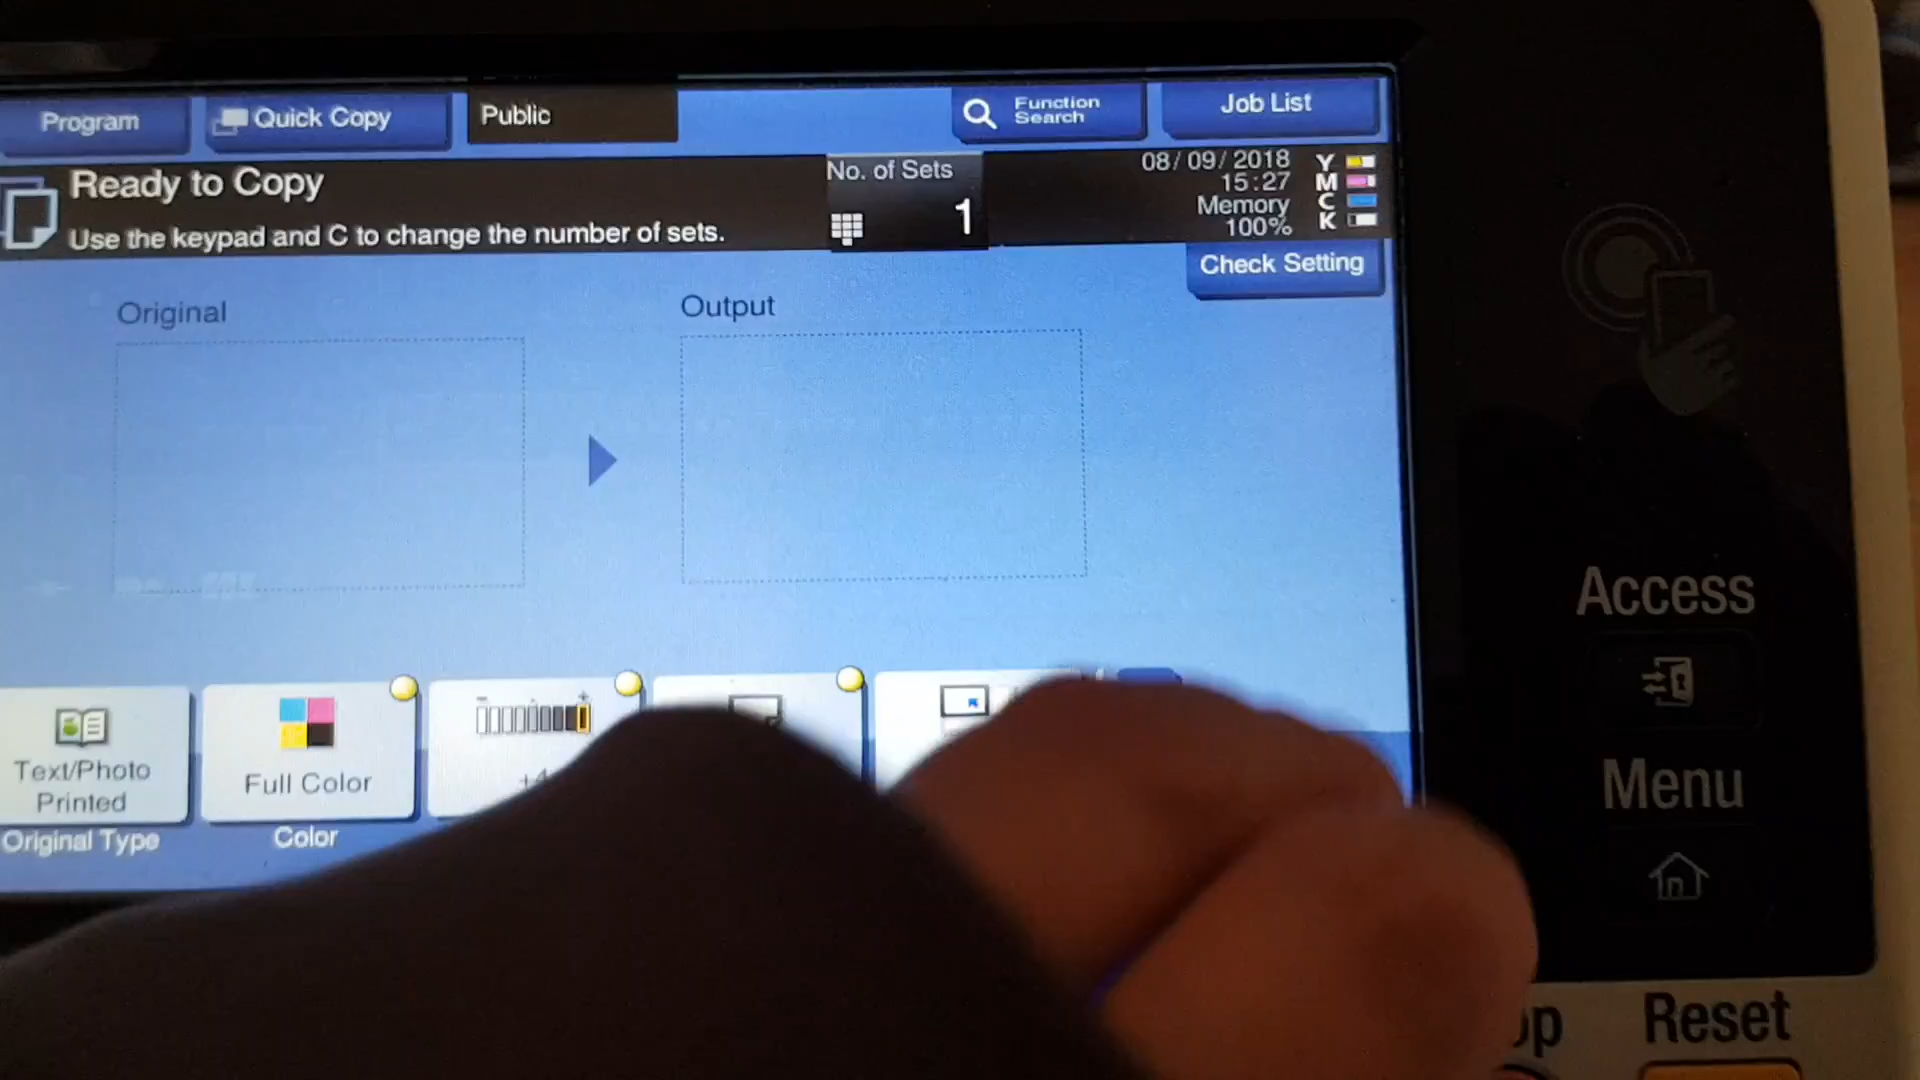 Program
Quick Copy
Public
Function
Search
Job List
Ready to Copy
Use the keypad and C to change the number of sets.
No. of Sets
1
08/09/2018
15:27
Memory
100%
Y
M
C
K
Check Setting
Original
Output
Text/Photo
Printed
Original Type
Full Color
Color
Access
Menu
Reset